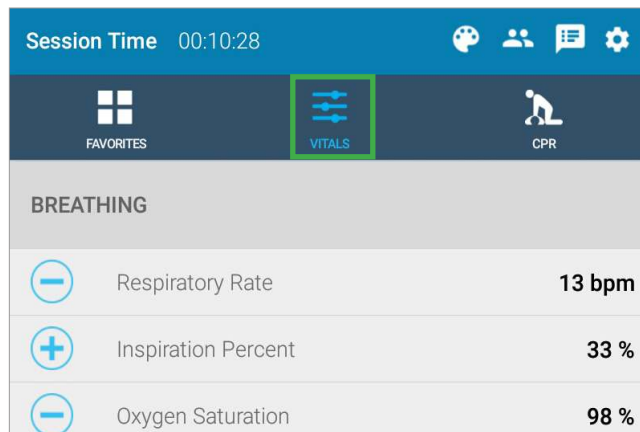 Session Time 00:10:28
FAVORITES VITALS CPR
BREATHING
Respiratory Rate 13 bpm
Inspiration Percent 33 %
Oxygen Saturation 98 %